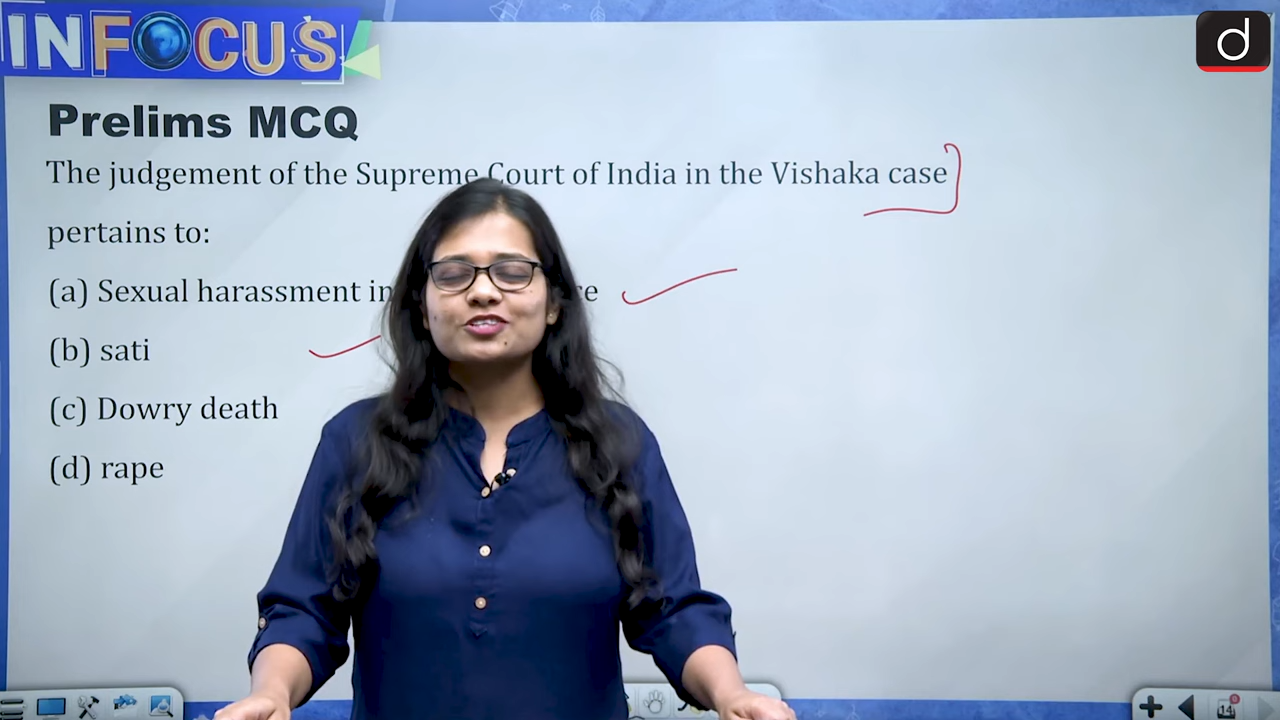 INFOCUS
d
Prelims MCQ
The judgement of the Supreme Court of India in the Vishaka case
pertains to:
(a) Sexual harassment in
(b) sati
(c) Dowry death
(d) rape
14